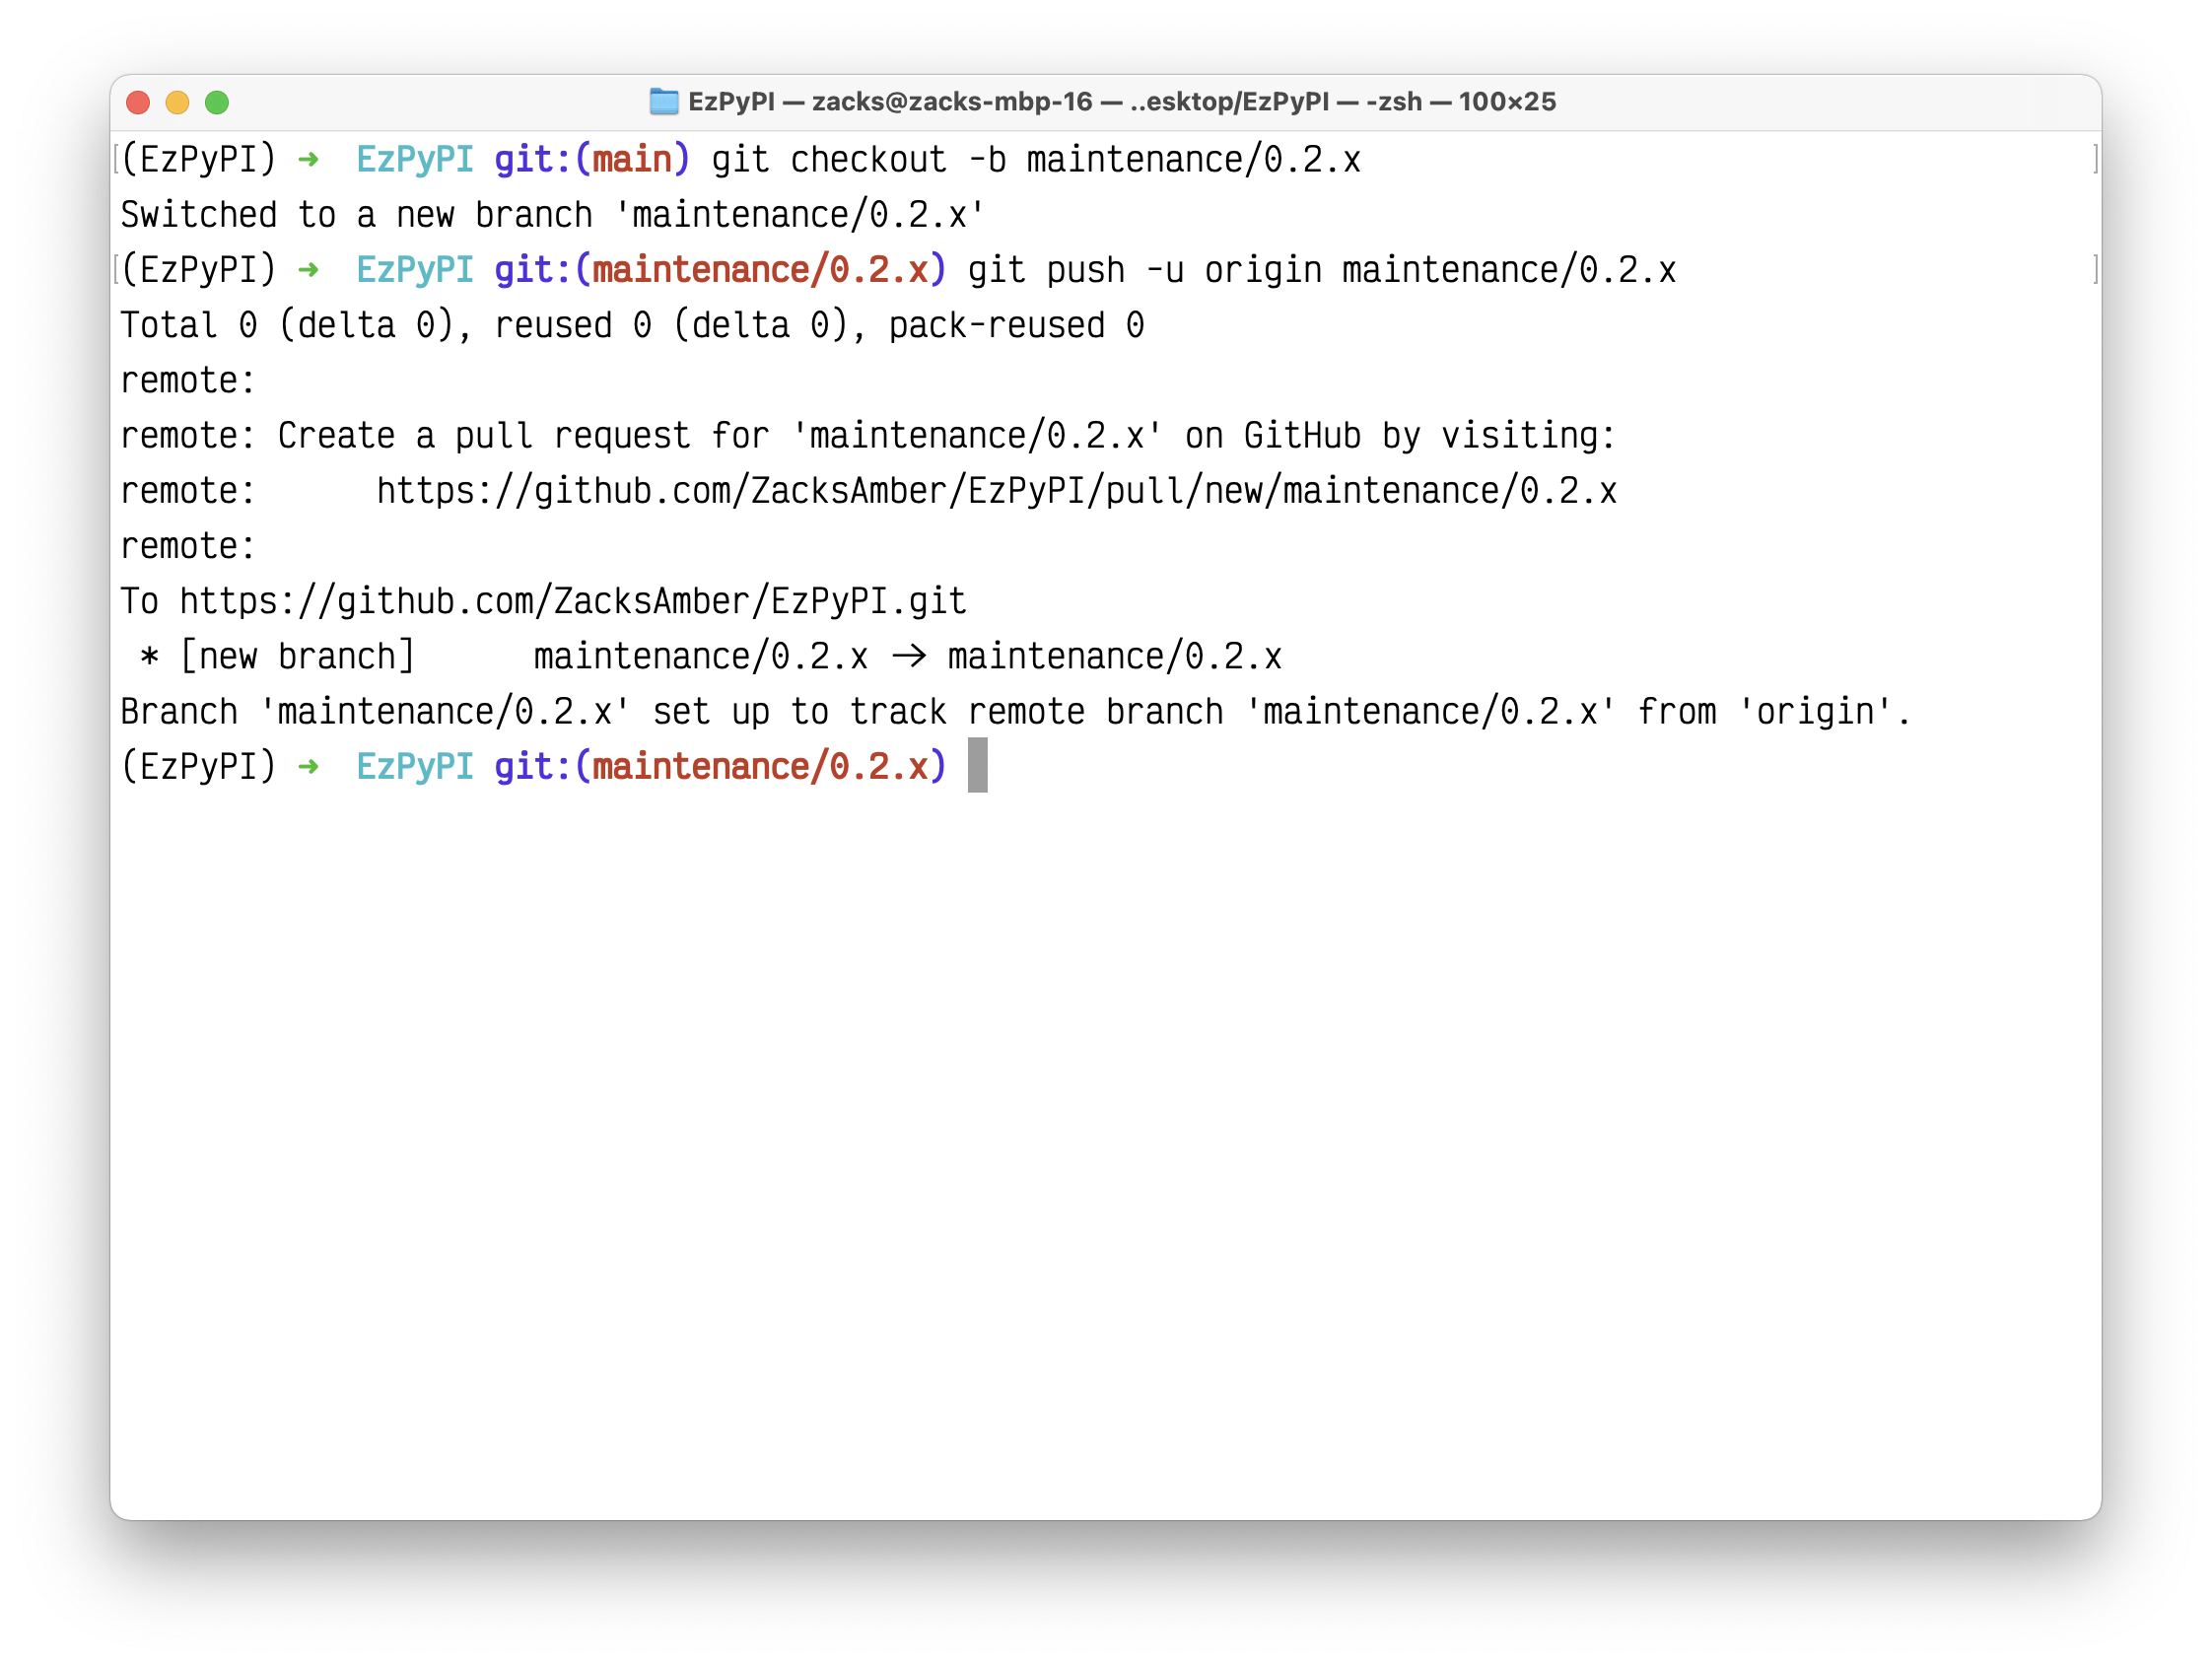 EzPyPI — zacks@zacks-mbp-16 — ..esktop/EzPyPI — -zsh — 100×25
(EzPyPI) ➜  EzPyPI git:(main) git checkout -b maintenance/0.2.x
Switched to a new branch 'maintenance/0.2.x'
(EzPyPI) ➜  EzPyPI git:(maintenance/0.2.x) git push -u origin maintenance/0.2.x
Total 0 (delta 0), reused 0 (delta 0), pack-reused 0
remote:
remote: Create a pull request for 'maintenance/0.2.x' on GitHub by visiting:
remote:      https://github.com/ZacksAmber/EzPyPI/pull/new/maintenance/0.2.x
remote:
To https://github.com/ZacksAmber/EzPyPI.git
 * [new branch]      maintenance/0.2.x -> maintenance/0.2.x
Branch 'maintenance/0.2.x' set up to track remote branch 'maintenance/0.2.x' from 'origin'.
(EzPyPI) ➜  EzPyPI git:(maintenance/0.2.x)